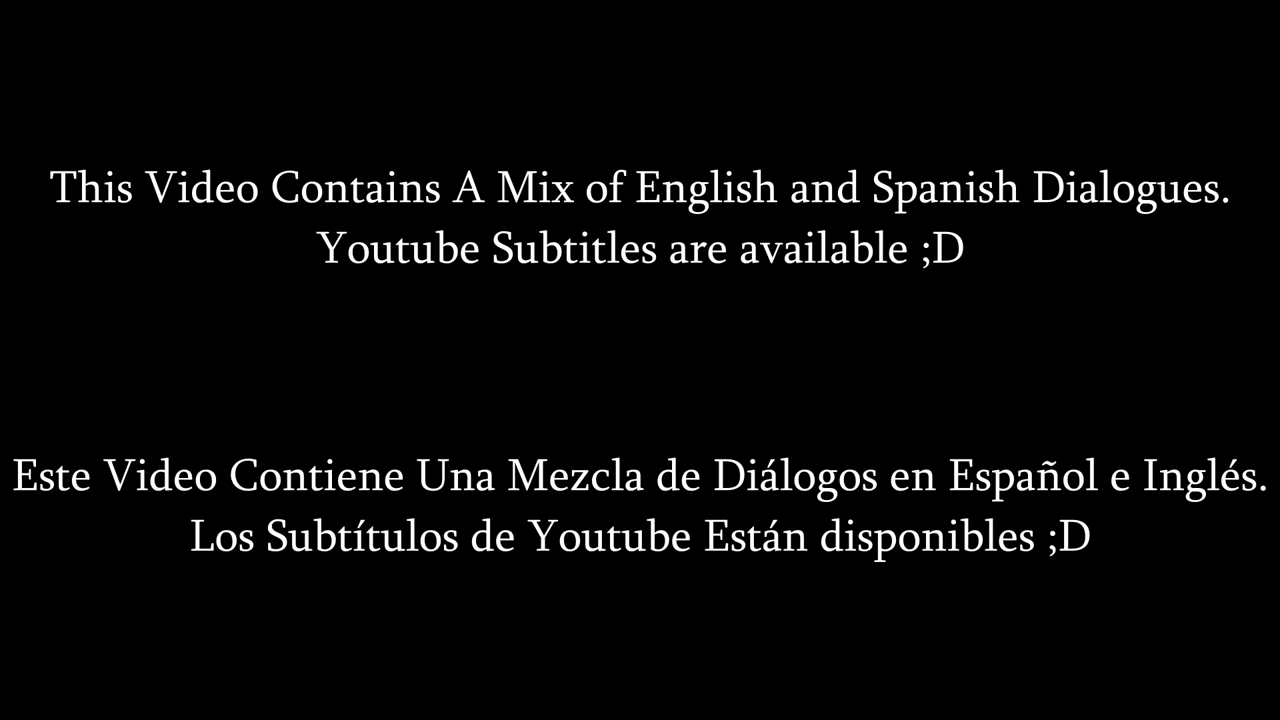 This Video Contains A Mix of English and Spanish Dialogues.
Youtube Subtitles are available ;D
Este Video Contiene Una Mezcla de Diálogos en Español e Inglés.
Los Subtítulos de Youtube Están disponibles ;D